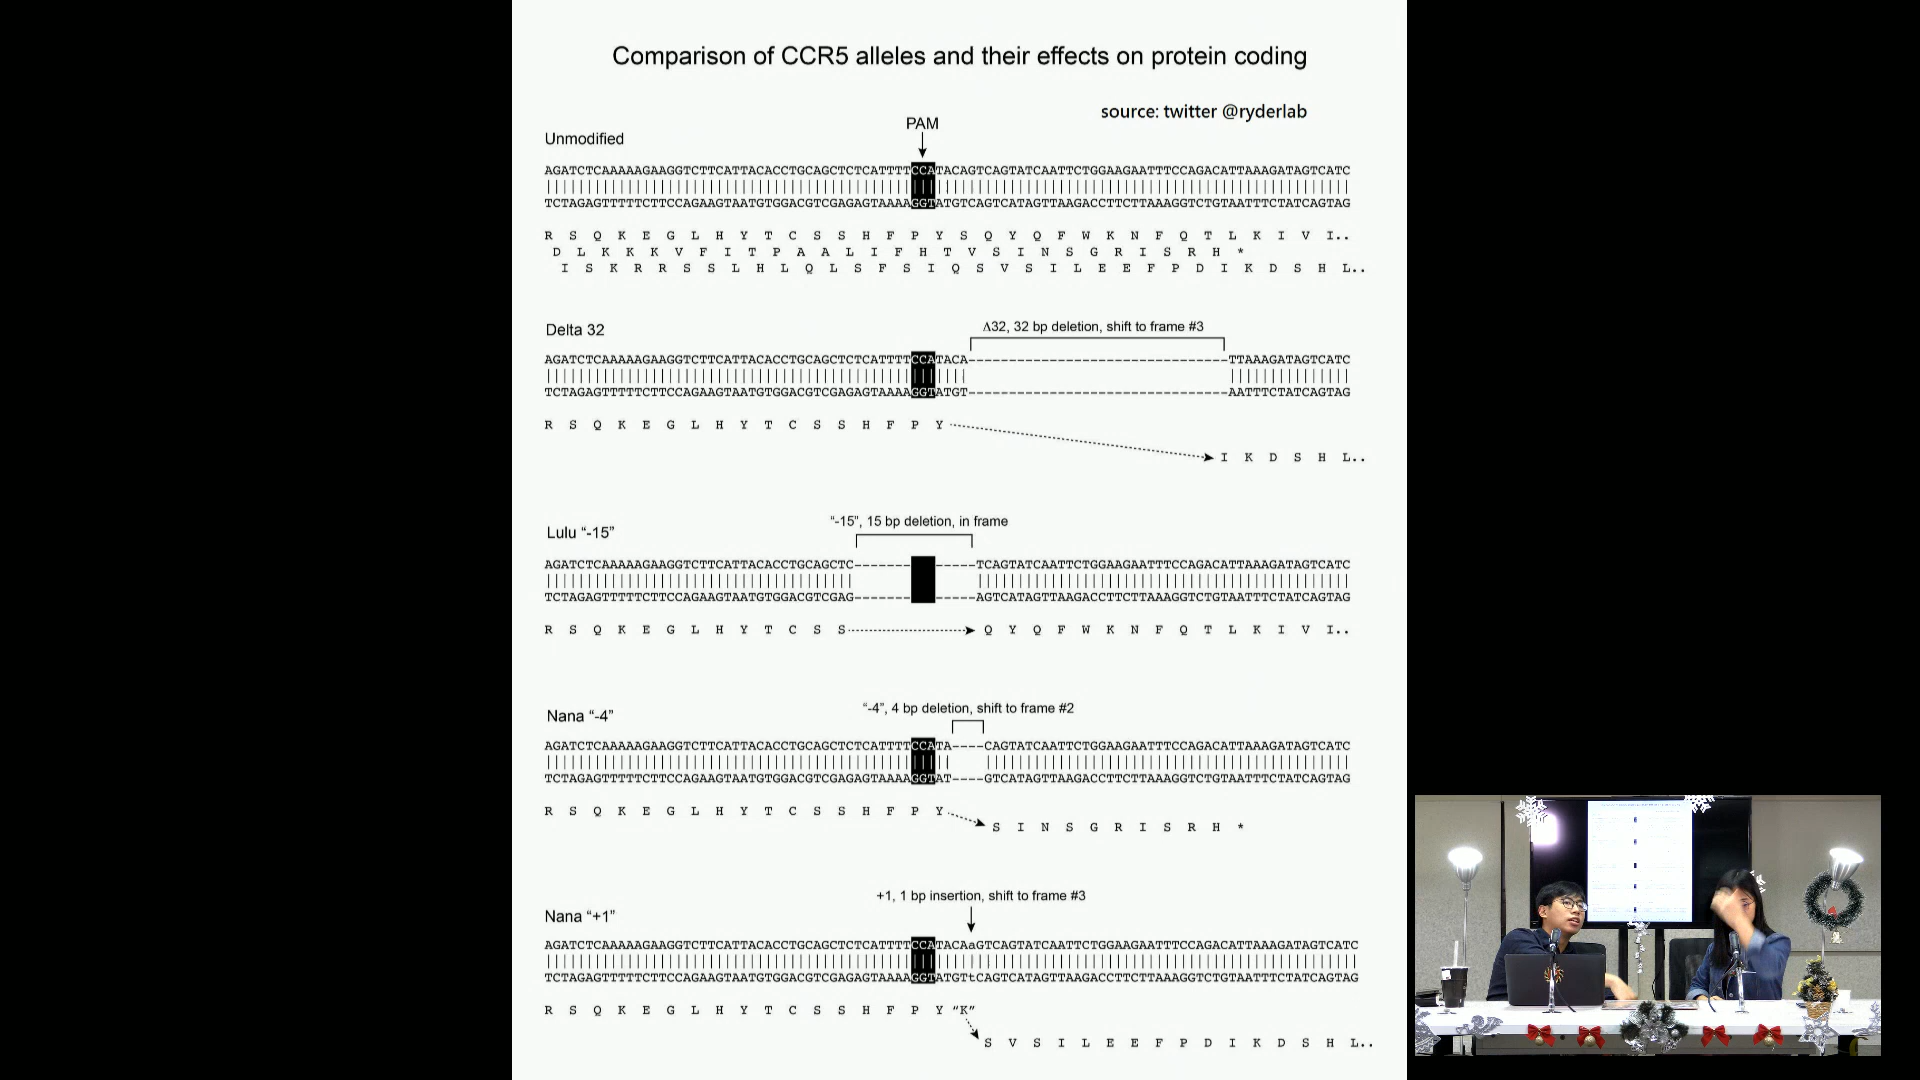 Comparison of CCR5 alleles and their effects on protein coding
source: twitter @ryderlab
PAM
Unmodified
AGATCTCAAAAAGAAGGTCTTCATTACACCTGCAGCTCTCATTTTCCATACAGTCAGTATCAATTCTGGAAGAATTTCCAGACATTAAAGATAGTCATC
TCTAGAGTTTTTCTTCCAGAAGTAATGTGGACGTCGAGAGTAAAAGGTATGTCAGTCATAGTTAAGACCTTCTTAAAGGTCTGTAATTTCTATCAGTAG
R S Q K E G L H Y T C S S H F P Y S Q Y Q F W K N F Q T L K I V I..
D L K K K V F I T P A A L I F H T V S I N S G R I S R H *
I S K R R S S L H L Q L S F S I Q S V S I L E E F P D I K D S H L..
Delta 32
Δ32, 32 bp deletion, shift to frame #3
AGATCTCAAAAAGAAGGTCTTCATTACACCTGCAGCTCTCATTTTCCATACA--------------------------------TTAAAGATAGTCATC
TCTAGAGTTTTTCTTCCAGAAGTAATGTGGACGTCGAGAGTAAAAGGTATGT--------------------------------AATTTCTATCAGTAG
R S Q K E G L H Y T C S S H F P Y
I K D S H L..
"-15", 15 bp deletion, in frame
Lulu "-15"
AGATCTCAAAAAGAAGGTCTTCATTACACCTGCAGCTC---------------TCAGTATCAATTCTGGAAGAATTTCCAGACATTAAAGATAGTCATC
TCTAGAGTTTTTCTTCCAGAAGTAATGTGGACGTCGAG---------------AGTCATAGTTAAGACCTTCTTAAAGGTCTGTAATTTCTATCAGTAG
R S Q K E G L H Y T C S S Q Y Q F W K N F Q T L K I V I..
"-4", 4 bp deletion, shift to frame #2
Nana "-4"
AGATCTCAAAAAGAAGGTCTTCATTACACCTGCAGCTCTCATTTTCCATA----CAGTATCAATTCTGGAAGAATTTCCAGACATTAAAGATAGTCATC
TCTAGAGTTTTTCTTCCAGAAGTAATGTGGACGTCGAGAGTAAAAGGTAT----GTCATAGTTAAGACCTTCTTAAAGGTCTGTAATTTCTATCAGTAG
R S Q K E G L H Y T C S S H F P Y
S I N S G R I S R H *
+1, 1 bp insertion, shift to frame #3
Nana "+1"
AGATCTCAAAAAGAAGGTCTTCATTACACCTGCAGCTCTCATTTTCCATACAaGTCAGTATCAATTCTGGAAGAATTTCCAGACATTAAAGATAGTCATC
TCTAGAGTTTTTCTTCCAGAAGTAATGTGGACGTCGAGAGTAAAAGGTATGTtCAGTCATAGTTAAGACCTTCTTAAAGGTCTGTAATTTCTATCAGTAG
R S Q K E G L H Y T C S S H F P Y "K"
S V S I L E E F P D I K D S H L..